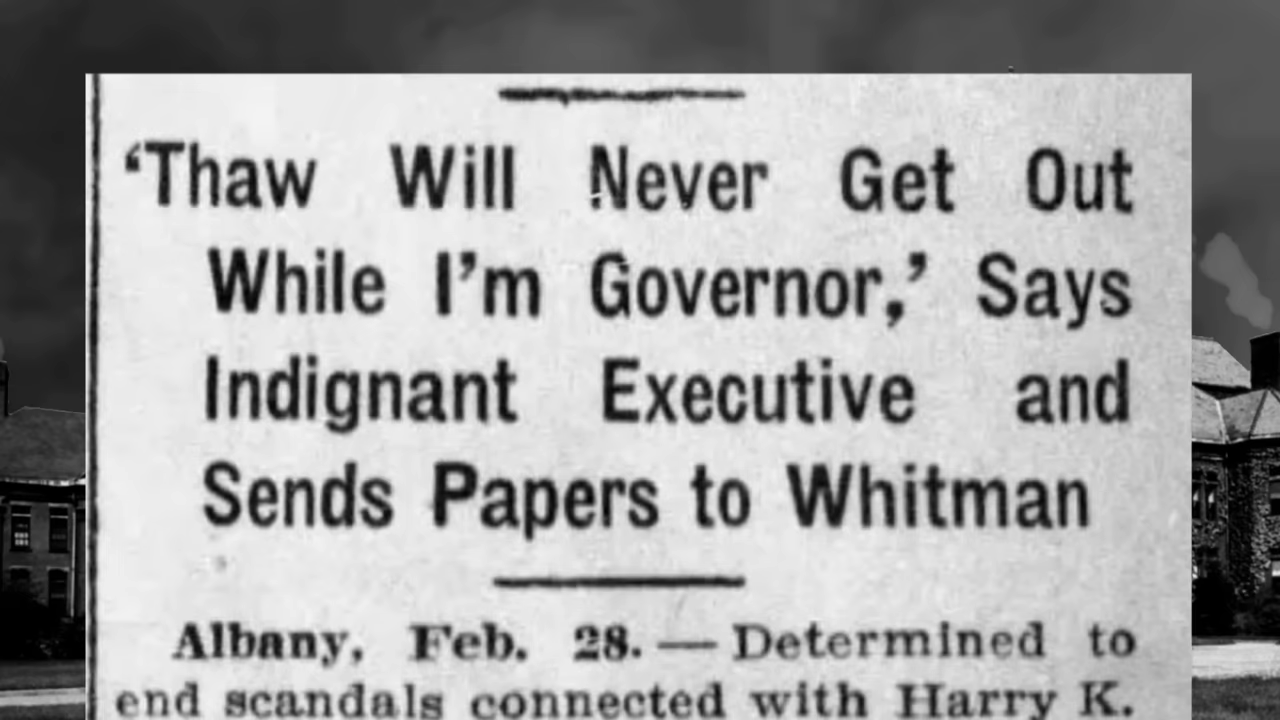 ‘Thaw Will Never Get Out
While I’m Governor,’ Says
Indignant Executive and
Sends Papers to Whitman
Albany, Feb. 28.—Determined to
end scandals connected with Harry K.